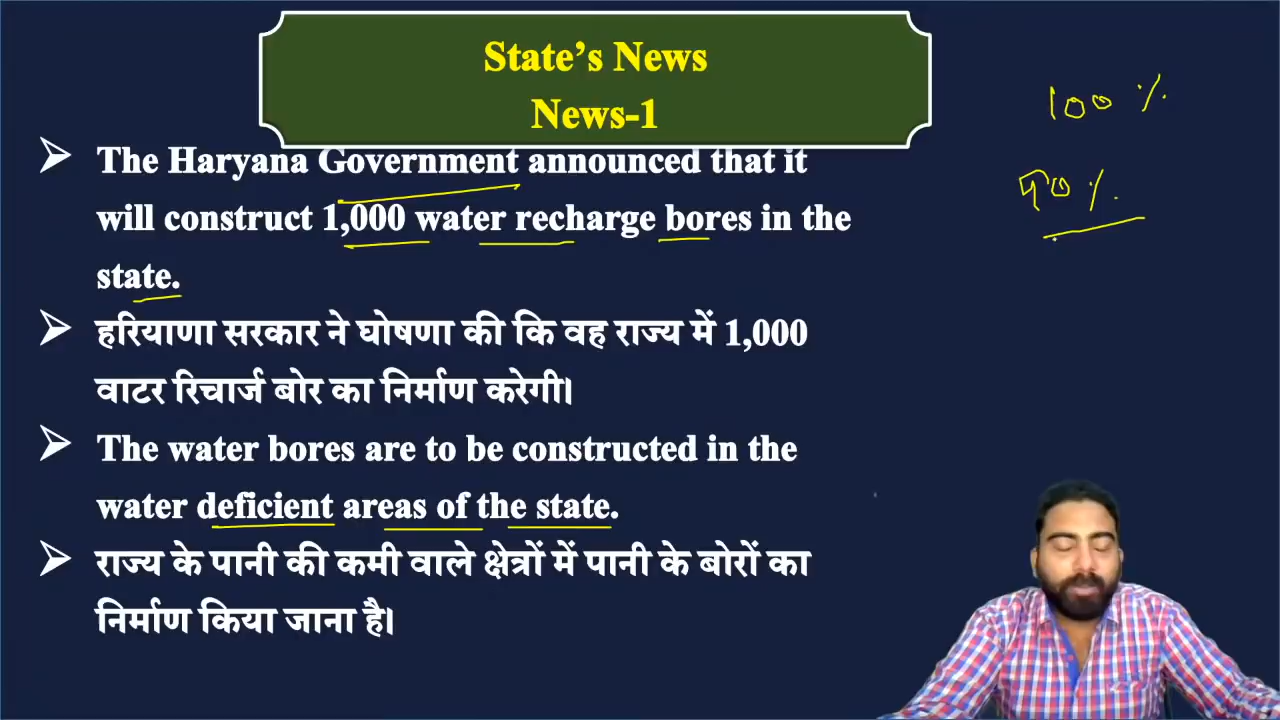 State's News
News-1
100 %
90 %.
➢ The Haryana Government announced that it
will construct 1,000 water recharge bores in the
state.
➢ हरियाणा सरकार ने घोषणा की कि वह राज्य में 1,000
वाटर रिचार्ज बोर का निर्माण करेगी।
➢ The water bores are to be constructed in the
water deficient areas of the state.
➢ राज्य के पानी की कमी वाले क्षेत्रों में पानी के बोरों का
निर्माण किया जाना है।